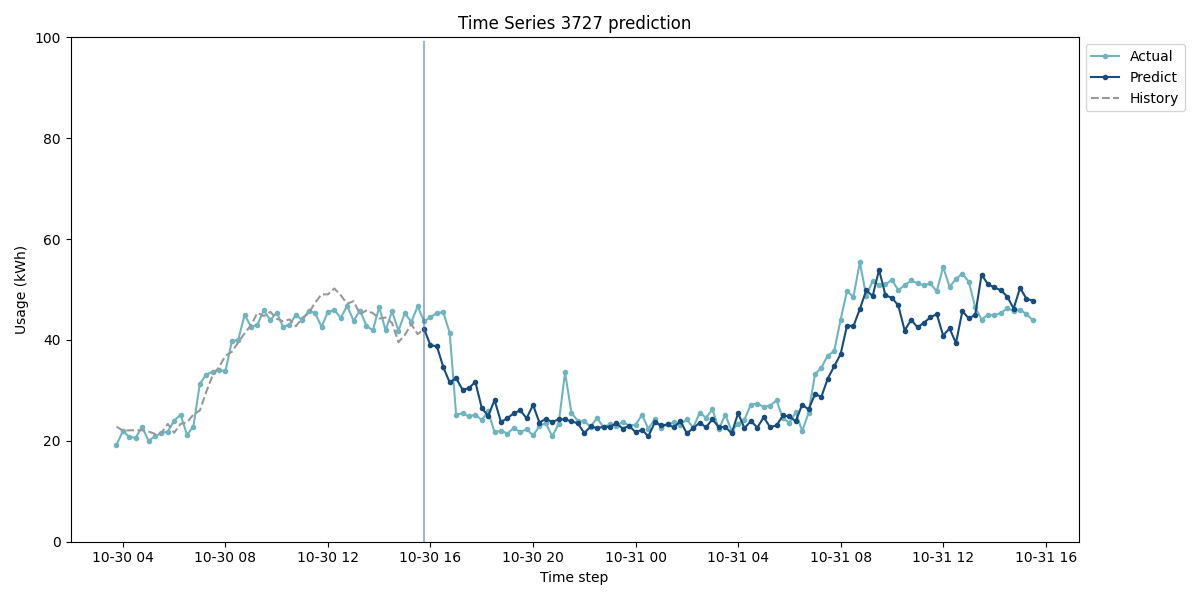 Time Series 3727 prediction
100
80
60
40
20
0
Usage (kWh)
10-30 04
10-30 08
10-30 12
10-30 16
10-30 20
10-31 00
10-31 04
10-31 08
10-31 12
10-31 16
Time step
Actual
Predict
History